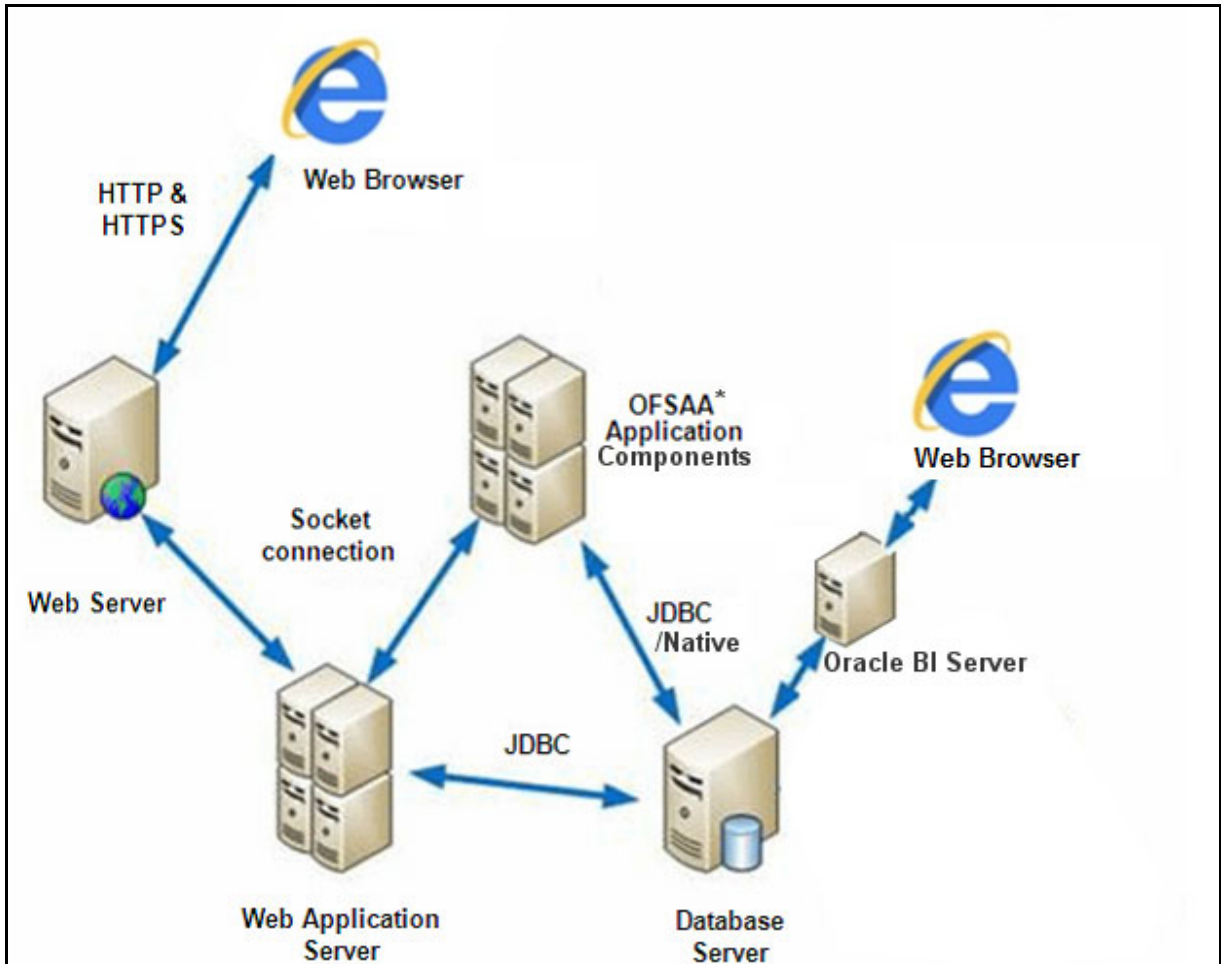 Web Browser
HTTP &
HTTPS
OFSAA*
Application
Components
Web Browser
Socket
connection
Web Server
JDBC
/Native
Oracle BI Server
JDBC
Web Application
Server
Database
Server